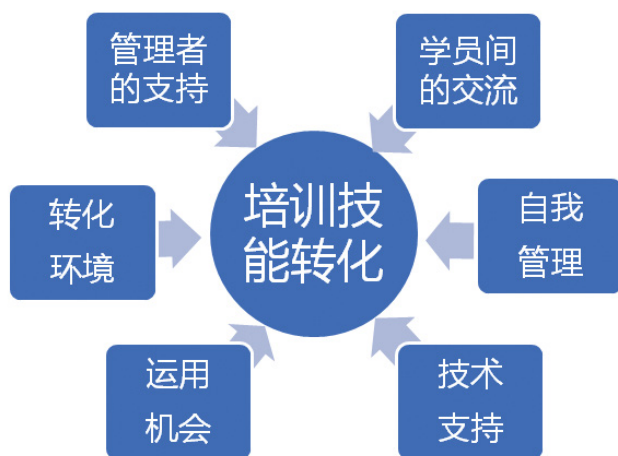 管理者
的支持
学员间
的交流
培训技
能转化
转化
环境
自我
管理
运用
机会
技术
支持